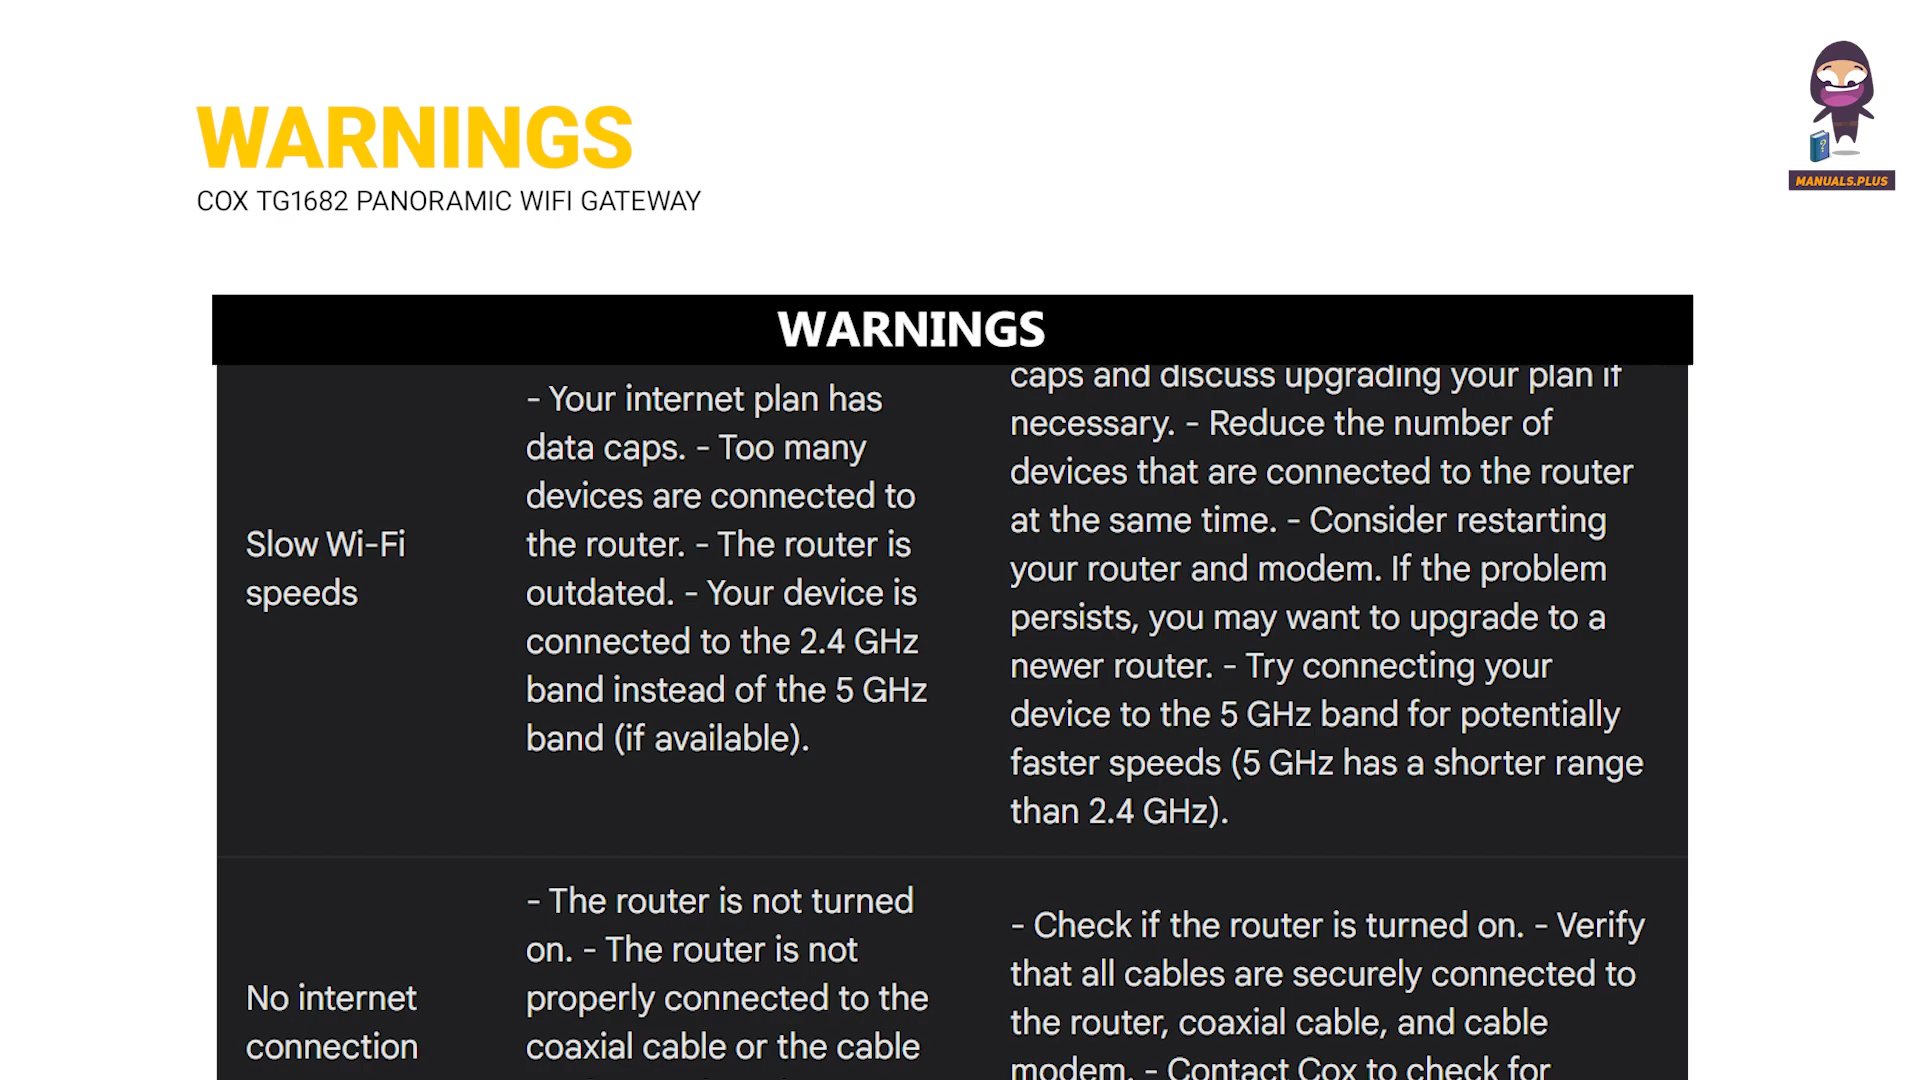 WARNINGS
COX TG1682 PANORAMIC WIFI GATEWAY
MANUALS.PLUS
WARNINGS
Slow Wi-Fi
speeds
- Your internet plan has
data caps. - Too many
devices are connected to
the router. - The router is
outdated. - Your device is
connected to the 2.4 GHz
band instead of the 5 GHz
band (if available).
caps and discuss upgrading your plan if
necessary. - Reduce the number of
devices that are connected to the router
at the same time. - Consider restarting
your router and modem. If the problem
persists, you may want to upgrade to a
newer router. - Try connecting your
device to the 5 GHz band for potentially
faster speeds (5 GHz has a shorter range
than 2.4 GHz).
No internet
connection
- The router is not turned
on. - The router is not
properly connected to the
coaxial cable or the cable
- Check if the router is turned on. - Verify
that all cables are securely connected to
the router, coaxial cable, and cable
modem. - Contact Cox to check for